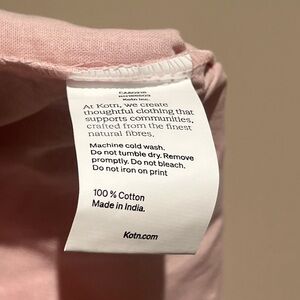 Kotn Inc.
At Kotn, we create
thoughtful clothing that
supports communities,
crafted from the finest
natural fibres.
Machine cold wash.
Do not tumble dry. Remove
promptly. Do not bleach.
Do not iron on print
100 % Cotton
Made in India.
Kotn.com